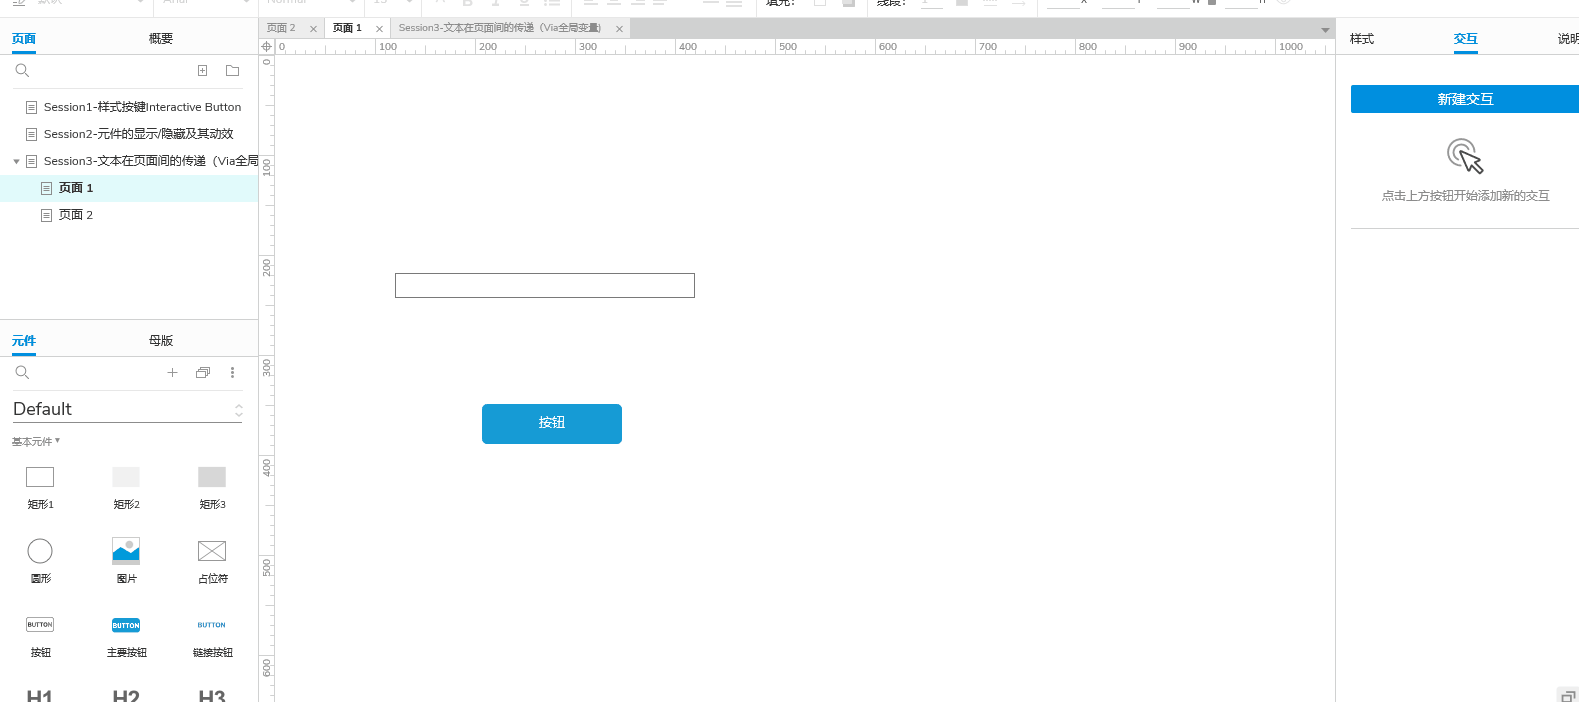 填充：
线段：
页面 2
页面 1
Session3-文本在页面间的传递（Via全局变量）
页面
概要
样式
交互
说明
0 100 200 300 400 500 600 700 800 900 1000
0
100
200
300
400
500
600
Session1-样式按键Interactive Button
Session2-元件的显示/隐藏及其动效
Session3-文本在页面间的传递（Via全局
页面 1
页面 2
新建交互
点击上方按钮开始添加新的交互
元件
母版
Default
基本元件
矩形1
矩形2
矩形3
圆形
图片
占位符
BUTTON
BUTTON
BUTTON
按钮
主要按钮
链接按钮
H1
H2
H3
按钮